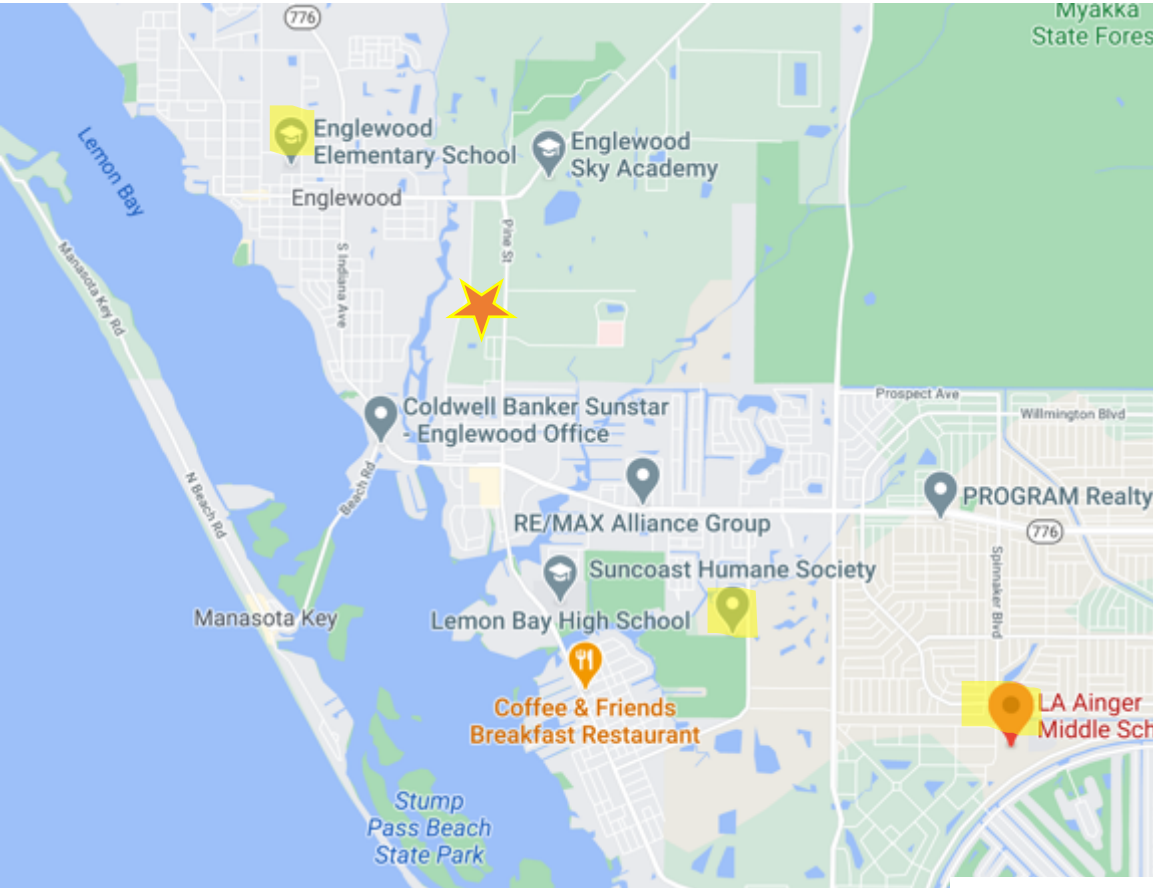 776
Myakka
State Fores
Englewood
Elementary School
Englewood
Sky Academy
Lemon Bay
Englewood
Pine St
S Indiana Ave
Manasota Key Rd
Prospect Ave
Willmington Blvd
Coldwell Banker Sunstar
- Englewood Office
Beach Rd
N Beach Rd
RE/MAX Alliance Group
PROGRAM Realty
776
Spinnaker Blvd
Suncoast Humane Society
Manasota Key
Lemon Bay High School
Coffee & Friends
Breakfast Restaurant
LA Ainger
Middle Sch
Stump
Pass Beach
State Park